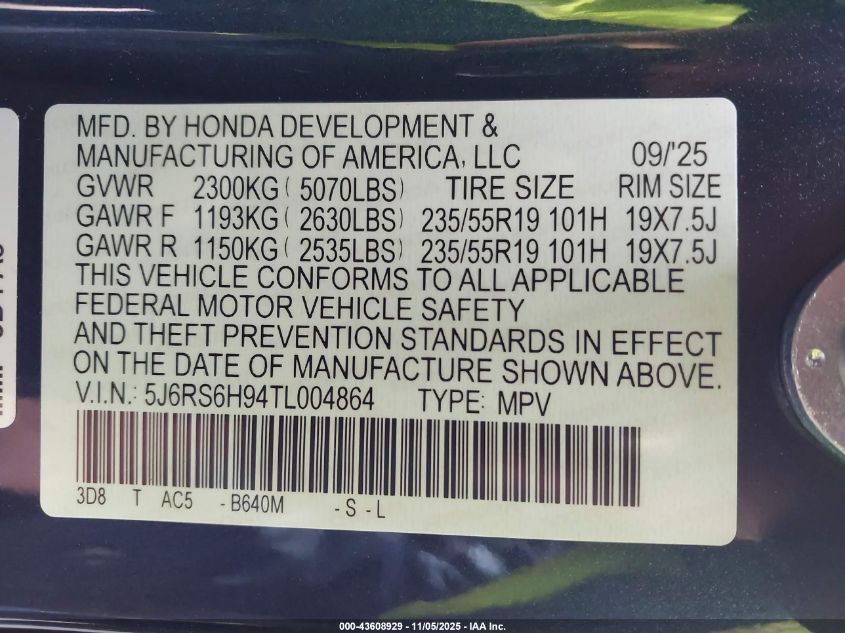 MFD. BY HONDA DEVELOPMENT &
MANUFACTURING OF AMERICA, LLC 09/'25
GVWR 2300KG ( 5070LBS) TIRE SIZE RIM SIZE
GAWR F 1193KG ( 2630LBS) 235/55R19 101H 19X7.5J
GAWR R 1150KG ( 2535LBS) 235/55R19 101H 19X7.5J
THIS VEHICLE CONFORMS TO ALL APPLICABLE
FEDERAL MOTOR VEHICLE SAFETY
AND THEFT PREVENTION STANDARDS IN EFFECT
ON THE DATE OF MANUFACTURE SHOWN ABOVE.
V.I.N.: 5J6RS6H94TL004864 TYPE: MPV
3D8 T AC5 -B640M -S-L
000-43608929 - 11/05/2025 - IAA Inc.